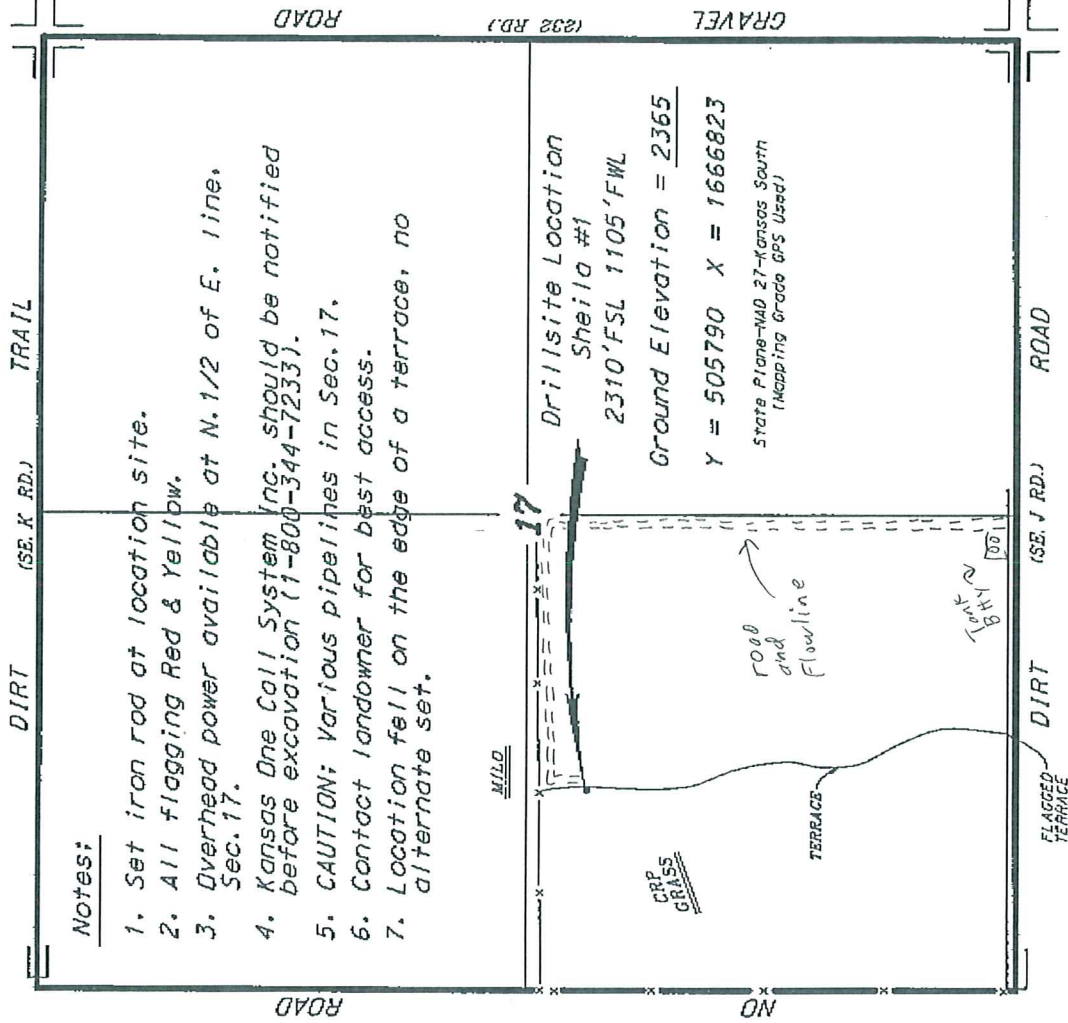 DIRT (SE. K RD.) TRAIL
ROAD
(232 RD.)
GRAVEL
Notes:
1. Set iron rod at location site.
2. All flagging Red & Yellow.
3. Overhead power available at N.1/2 of E. line.
Sec.17.
4. Kansas One Call System Inc. should be notified
before excavation (1-800-344-7233).
5. CAUTION: Various pipelines in Sec.17.
6. Contact landowner for best access.
7. Location fell on the edge of a terrace, no
alternate set.
17
MILO
Drillsite Location
Sheila #1
2310'FSL 1105'FWL
Ground Elevation = 2365
Y = 505790 X = 1666823
State Plane-NAD 27-Kansas South
(Mapping Grade GPS Used)
CRP
GRASS
TERRACE
road
and
Flowline
Tank
BHY
ROAD
NO
FLAGGED
TERRACE
DIRT (SE. J RD.) ROAD